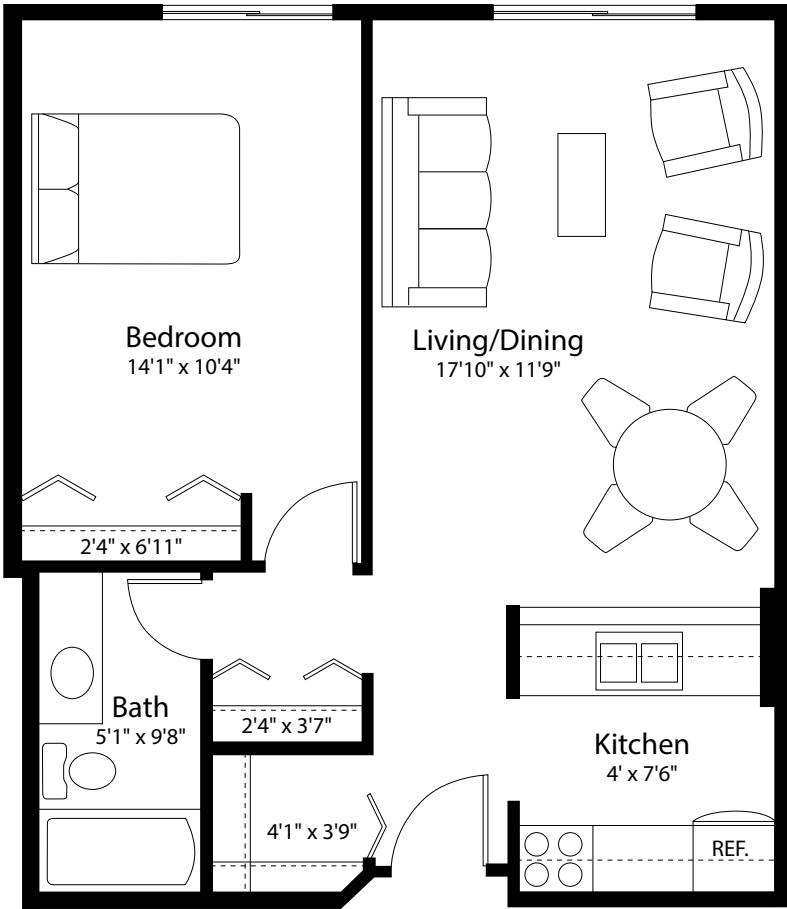 Bedroom
14'1" x 10'4"
Living/Dining
17'10" x 11'9"
2'4" x 6'11"
Bath
5'1" x 9'8"
2'4" x 3'7"
Kitchen
4' x 7'6"
4'1" x 3'9"
REF.